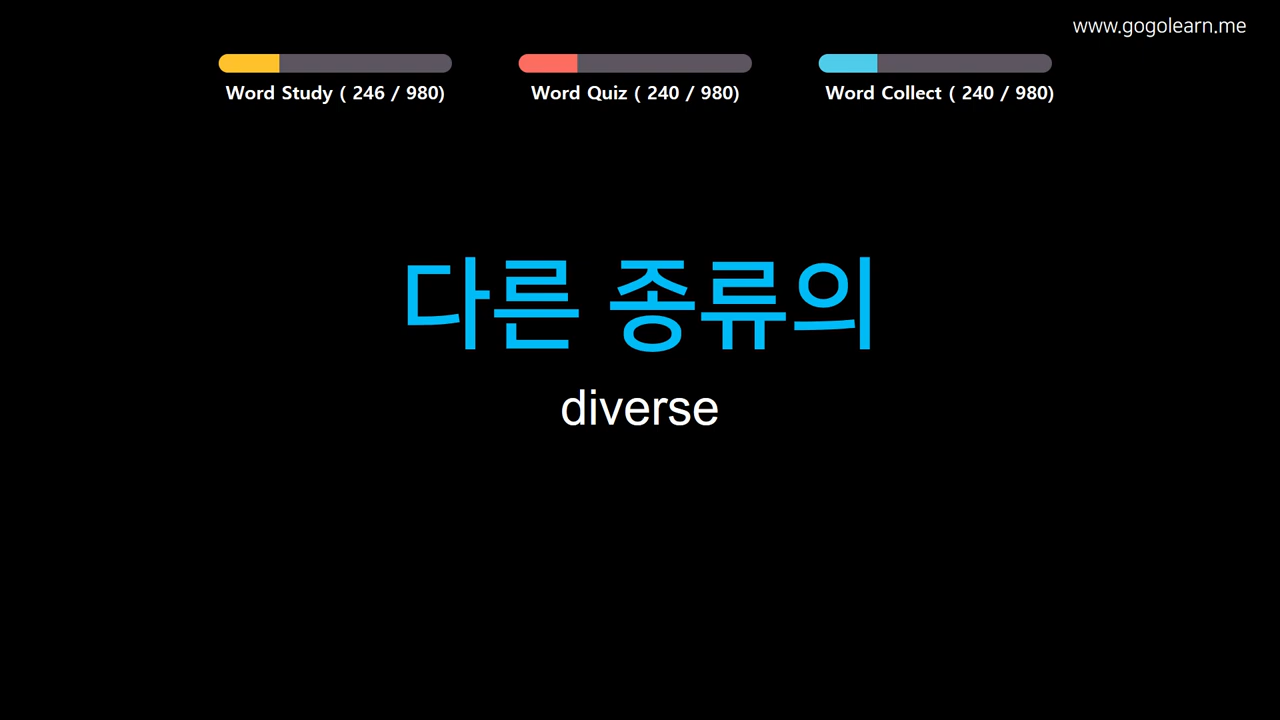 www.gogolearn.me
Word Study ( 246 / 980)
Word Quiz ( 240 / 980)
Word Collect ( 240 / 980)
다른 종류의
diverse